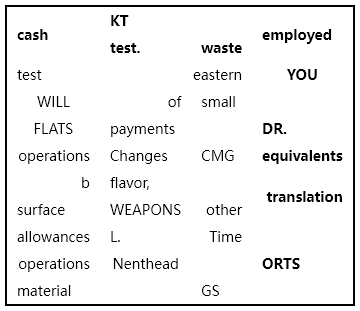 cash KT test. waste employed
test eastern YOU
WILL of small
FLATS payments DR.
operations Changes CMG equivalents
b flavor,
translation
surface WEAPONS other
allowances L. Time
operations Nenthead ORTS
material GS